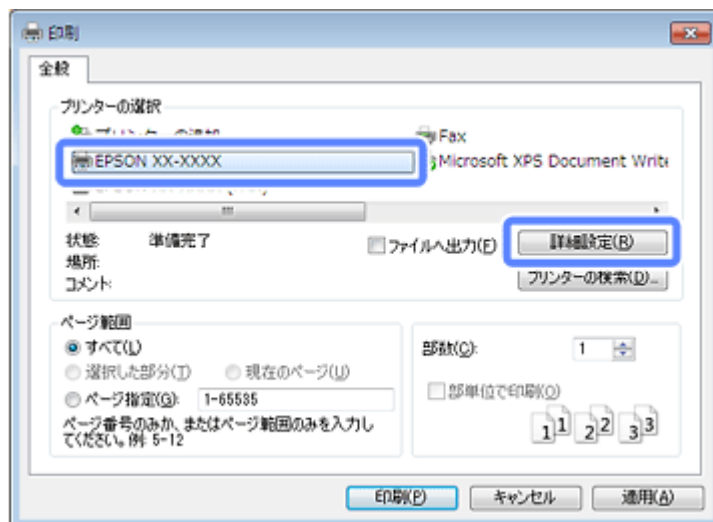 印刷
全般
プリンターの選択
Fax
EPSON XX-XXXX
Microsoft XPS Document Write
状態: 準備完了
ファイルへ出力(F)
詳細設定(R)
場所:
コメント:
プリンターの検索(D)...
ページ範囲
すべて(L)
選択した部分(T) 現在のページ(U)
ページ指定(G): 1-65535
ページ番号のみか、またはページ範囲のみを入力し
てください。例: 5-12
部数(C): 1
部単位で印刷(O)
11 22 33
印刷(P) キャンセル 適用(A)